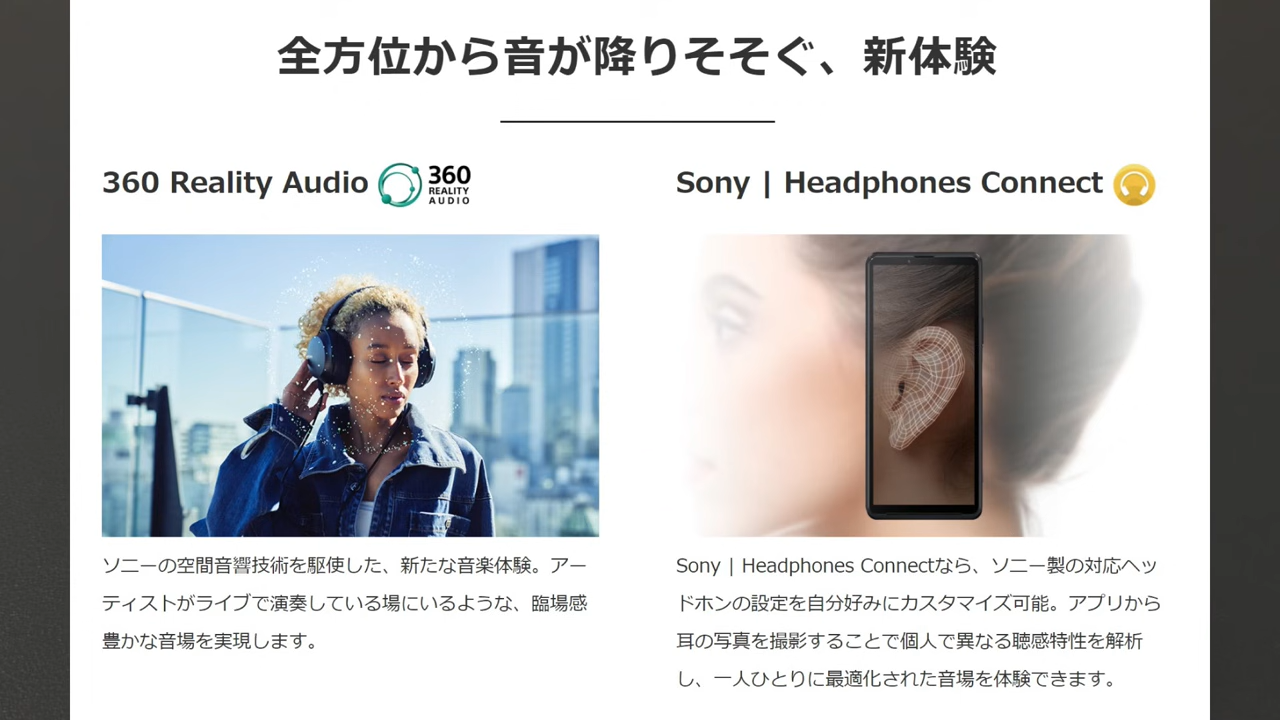 全方位から音が降りそそぐ、新体験
360 Reality Audio
360
REALITY
AUDIO
ソニーの空間音響技術を駆使した、新たな音楽体験。アー
ティストがライブで演奏している場にいるような、臨場感
豊かな音場を実現します。
Sony | Headphones Connect
Sony | Headphones Connectなら、ソニー製の対応ヘッ
ドホンの設定を自分好みにカスタマイズ可能。アプリから
耳の写真を撮影することで個人で異なる聴感特性を解析
し、一人ひとりに最適化された音場を体験できます。